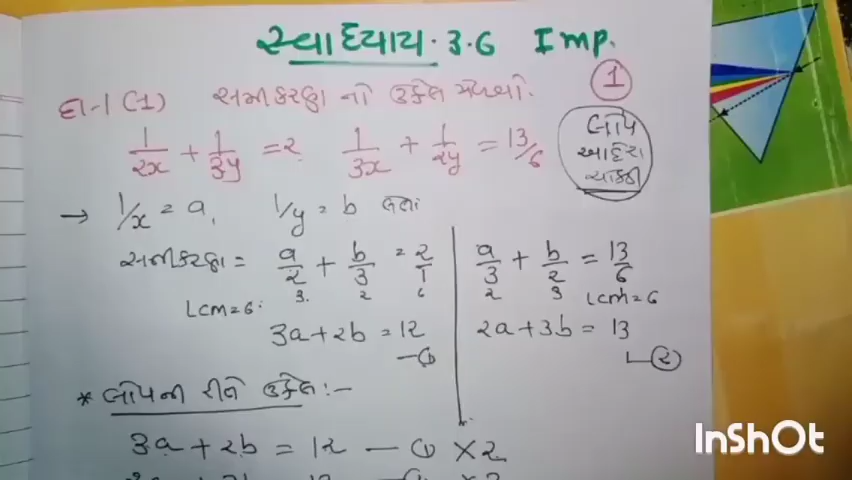 સ્વાધ્યાય. 3.6 Imp.
દા-1 (1) સમીકરણ નો ઉકેલ મેળવો. 1
1/2x + 1/3y = 2 1/3x + 1/2y = 13/6
લોપ
આદેશ
ચોકડી
→ 1/x = a, 1/y = b લેતા
સમીકરણ = a/2 + b/3 = 2/1 a/3 + b/2 = 13/6
3 2 6 2 3 Lcm = 6
Lcm = 6.
3a + 2b = 12 — ① 2a + 3b = 13 — ②
* લોપની રીતે ઉકેલ :-
3a + 2b = 12 — ① × 2
InShOt